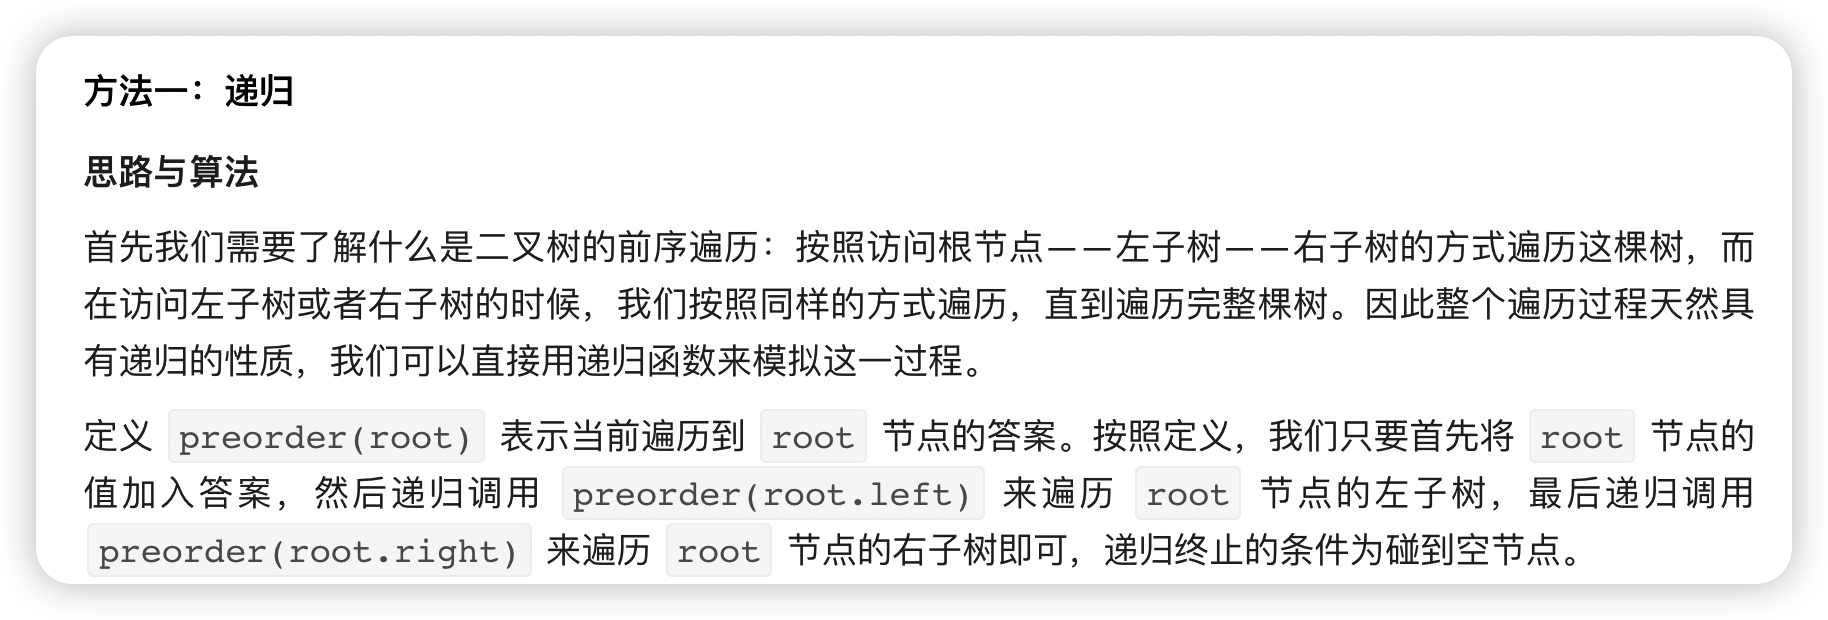 方法一：递归
思路与算法
首先我们需要了解什么是二叉树的前序遍历：按照访问根节点——左子树——右子树的方式遍历这棵树，而
在访问左子树或者右子树的时候，我们按照同样的方式遍历，直到遍历完整棵树。因此整个遍历过程天然具
有递归的性质，我们可以直接用递归函数来模拟这一过程。
定义 preorder(root) 表示当前遍历到 root 节点的答案。按照定义，我们只要首先将 root 节点的
值加入答案，然后递归调用 preorder(root.left) 来遍历 root 节点的左子树，最后递归调用
preorder(root.right) 来遍历 root 节点的右子树即可，递归终止的条件为碰到空节点。